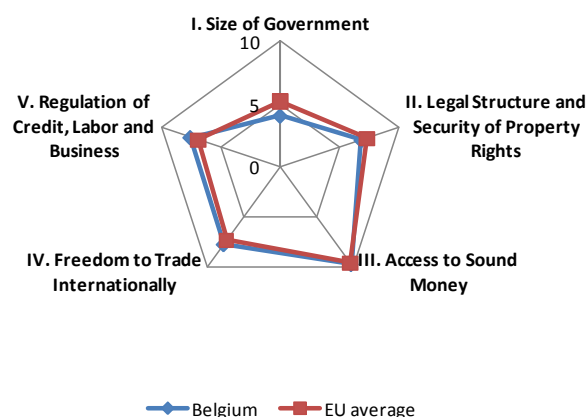 I. Size of Government
10
5
0
II. Legal Structure and
Security of Property
Rights
III. Access to Sound
Money
IV. Freedom to Trade
Internationally
V. Regulation of
Credit, Labor and
Business
Belgium
EU average